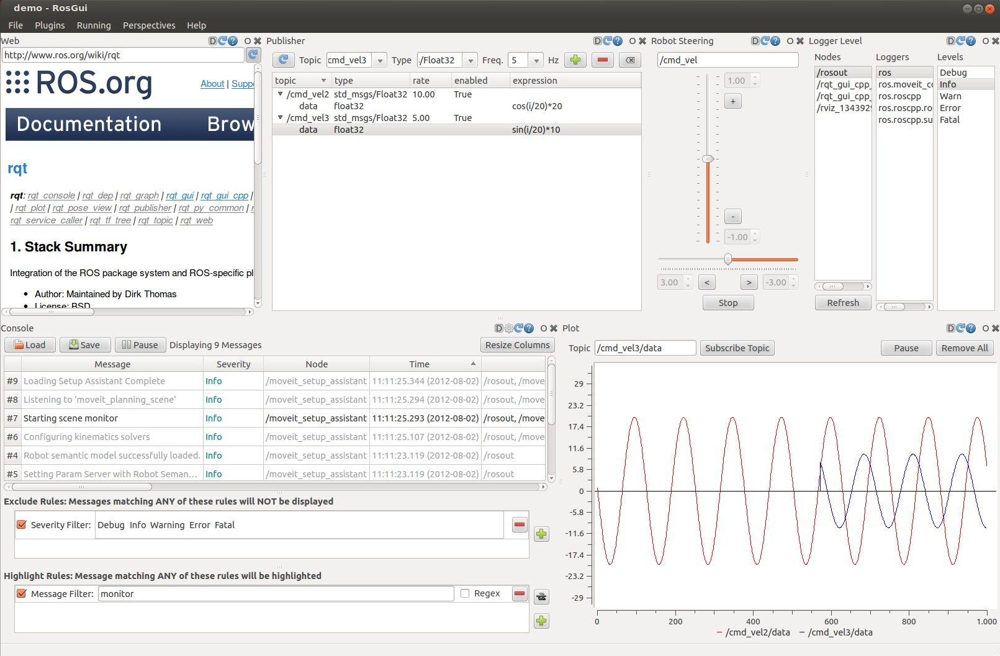 demo - RosGui
File Plugins Running Perspectives Help
Web
http://www.ros.org/wiki/rqt
ROS.org
About | Suppo
Documentation Brow
rqt
rqt: rqt_console | rqt_dep | rqt_graph | rqt_gui | rqt_gui_cpp |
| rqt_plot | rqt_pose_view | rqt_publisher | rqt_py_common |
rqt_service_caller | rqt_tf_tree | rqt_topic | rqt_web
1. Stack Summary
Integration of the ROS package system and ROS-specific pl
Author: Maintained by Dirk Thomas
License: BSD
Publisher
Topic cmd_vel3 Type /Float32 Freq. 5 Hz
topic type rate enabled expression
/cmd_vel2 std_msgs/Float32 10.00 True
data float32 cos(i/20)*20
/cmd_vel3 std_msgs/Float32 5.00 True
data float32 sin(i/20)*10
Robot Steering
/cmd_vel
1.00
+
-
-1.00
3.00 < > -3.00
Stop
Logger Level
Nodes Loggers Levels
/rosout
/rqt_gui_cpp_
/rqt_gui_cpp_
/rviz_1343929
Refresh
ros
ros.moveit_co
ros.roscpp
ros.roscpp.ro
ros.roscpp.su
Debug
Info
Warn
Error
Fatal
Console
Load Save Pause Displaying 9 Messages Resize Columns
Message Severity Node Time
#9 Loading Setup Assistant Complete Info /moveit_setup_assistant 11:11:25.344 (2012-08-02) /rosout, /move
#8 Listening to 'moveit_planning_scene' Info /moveit_setup_assistant 11:11:25.294 (2012-08-02) /rosout, /move
#7 Starting scene monitor Info /moveit_setup_assistant 11:11:25.293 (2012-08-02) /rosout, /move
#6 Configuring kinematics solvers Info /moveit_setup_assistant 11:11:25.107 (2012-08-02) /rosout, /move
#4 Robot semantic model successfully loaded. Info /moveit_setup_assistant 11:11:23.119 (2012-08-02) /rosout
#5 Setting Param Server with Robot Seman... Info /moveit_setup_assistant 11:11:23.119 (2012-08-02) /rosout
Exclude Rules: Messages matching ANY of these rules will NOT be displayed
Severity Filter: Debug Info Warning Error Fatal
Highlight Rules: Message matching ANY of these rules will be highlighted
Message Filter: monitor Regex
Plot
Topic /cmd_vel3/data Subscribe Topic Pause Remove All
29
23.2
17.4
11.6
5.8
0
-5.8
-11.6
-17.4
-23.2
-29
0 200 400 600 800 1.000
/cmd_vel2/data /cmd_vel3/data